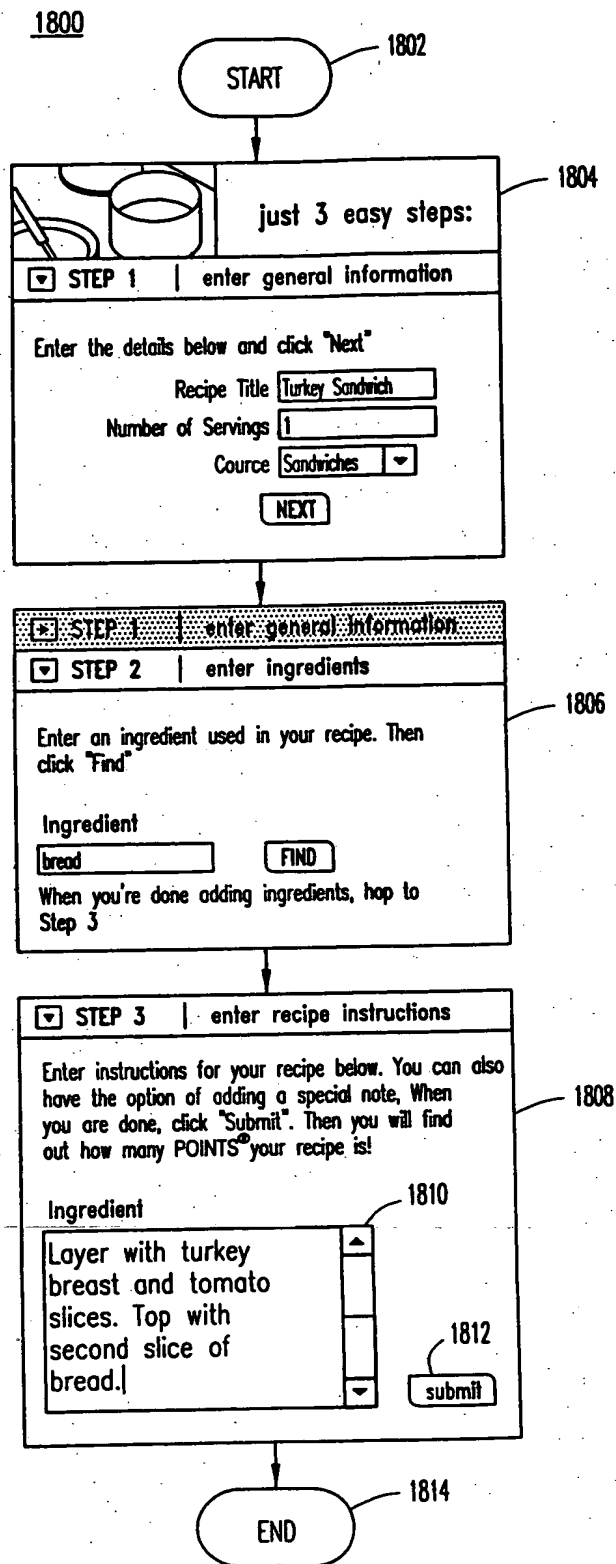 1800
1802
START
1804
just 3 easy steps:
STEP 1 | enter general information
Enter the details below and click "Next"
Recipe Title Turkey Sandwich
Number of Servings 1
Cource Sandwiches
NEXT
STEP 1 | enter general information
STEP 2 | enter ingredients
1806
Enter an ingredient used in your recipe. Then
click "Find"
Ingredient
bread FIND
When you're done adding ingredients, hop to
Step 3
STEP 3 | enter recipe instructions
Enter instructions for your recipe below. You can also
have the option of adding a special note, When
you are done, click "Submit". Then you will find
out how many POINTS® your recipe is!
1808
Ingredient
1810
Layer with turkey
breast and tomato
slices. Top with
second slice of
bread.
1812
submit
1814
END